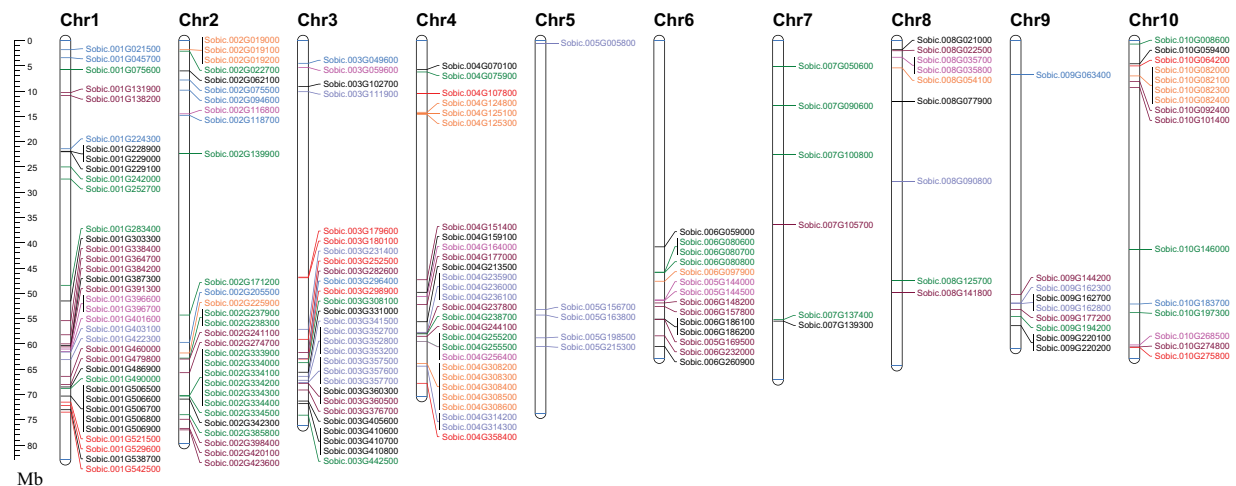 Chr1
Chr2
Chr3
Chr4
Chr5
Chr6
Chr7
Chr8
Chr9
Chr10
0
5
10
15
20
25
30
35
40
45
50
55
60
65
70
75
80
Mb
Sobic.001G021500
Sobic.001G045700
Sobic.001G075600
Sobic.001G131900
Sobic.001G138200
Sobic.001G224300
Sobic.001G228900
Sobic.001G229000
Sobic.001G229100
Sobic.001G242000
Sobic.001G252700
Sobic.001G283400
Sobic.001G303300
Sobic.001G338400
Sobic.001G364700
Sobic.001G384200
Sobic.001G387300
Sobic.001G391300
Sobic.001G396600
Sobic.001G396700
Sobic.001G401600
Sobic.001G403100
Sobic.001G422300
Sobic.001G460000
Sobic.001G479800
Sobic.001G486900
Sobic.001G490000
Sobic.001G506500
Sobic.001G506600
Sobic.001G506700
Sobic.001G506800
Sobic.001G506900
Sobic.001G521500
Sobic.001G529600
Sobic.001G538700
Sobic.001G542500
Sobic.002G019000
Sobic.002G019100
Sobic.002G019200
Sobic.002G022700
Sobic.002G062100
Sobic.002G075500
Sobic.002G094600
Sobic.002G116800
Sobic.002G118700
Sobic.002G139900
Sobic.002G171200
Sobic.002G205500
Sobic.002G225900
Sobic.002G237900
Sobic.002G238300
Sobic.002G241100
Sobic.002G274700
Sobic.002G333900
Sobic.002G334000
Sobic.002G334100
Sobic.002G334200
Sobic.002G334300
Sobic.002G334400
Sobic.002G334500
Sobic.002G342300
Sobic.002G385800
Sobic.002G398400
Sobic.002G420100
Sobic.002G423600
Sobic.003G049600
Sobic.003G059600
Sobic.003G102700
Sobic.003G111900
Sobic.003G179600
Sobic.003G180100
Sobic.003G231400
Sobic.003G252500
Sobic.003G282600
Sobic.003G296400
Sobic.003G298900
Sobic.003G308100
Sobic.003G331000
Sobic.003G341500
Sobic.003G352700
Sobic.003G352800
Sobic.003G353200
Sobic.003G357500
Sobic.003G357600
Sobic.003G357700
Sobic.003G360300
Sobic.003G360500
Sobic.003G376700
Sobic.003G405600
Sobic.003G410600
Sobic.003G410700
Sobic.003G410800
Sobic.003G442500
Sobic.004G070100
Sobic.004G075900
Sobic.004G107800
Sobic.004G124800
Sobic.004G125100
Sobic.004G125300
Sobic.004G151400
Sobic.004G159100
Sobic.004G164000
Sobic.004G177000
Sobic.004G213500
Sobic.004G235900
Sobic.004G236000
Sobic.004G236100
Sobic.004G237800
Sobic.004G238700
Sobic.004G244100
Sobic.004G255200
Sobic.004G255500
Sobic.004G256400
Sobic.004G308200
Sobic.004G308300
Sobic.004G308400
Sobic.004G308500
Sobic.004G308600
Sobic.004G314200
Sobic.004G314300
Sobic.004G358400
Sobic.005G005800
Sobic.005G156700
Sobic.005G163800
Sobic.005G198500
Sobic.005G215300
Sobic.006G059000
Sobic.006G080600
Sobic.006G080700
Sobic.006G080800
Sobic.006G097900
Sobic.005G144000
Sobic.005G144500
Sobic.006G148200
Sobic.006G157800
Sobic.006G186100
Sobic.006G186200
Sobic.005G169500
Sobic.006G232000
Sobic.006G260900
Sobic.007G050600
Sobic.007G090600
Sobic.007G100800
Sobic.007G105700
Sobic.007G137400
Sobic.007G139300
Sobic.008G021000
Sobic.008G022500
Sobic.008G035700
Sobic.008G035800
Sobic.008G054100
Sobic.008G077900
Sobic.008G090800
Sobic.008G125700
Sobic.008G141800
Sobic.009G063400
Sobic.009G144200
Sobic.009G162300
Sobic.009G162700
Sobic.009G162800
Sobic.009G177200
Sobic.009G194200
Sobic.009G220100
Sobic.009G220200
Sobic.010G008600
Sobic.010G059400
Sobic.010G064200
Sobic.010G082000
Sobic.010G082100
Sobic.010G082300
Sobic.010G082400
Sobic.010G092400
Sobic.010G101400
Sobic.010G146000
Sobic.010G183700
Sobic.010G197300
Sobic.010G268500
Sobic.010G274800
Sobic.010G275800